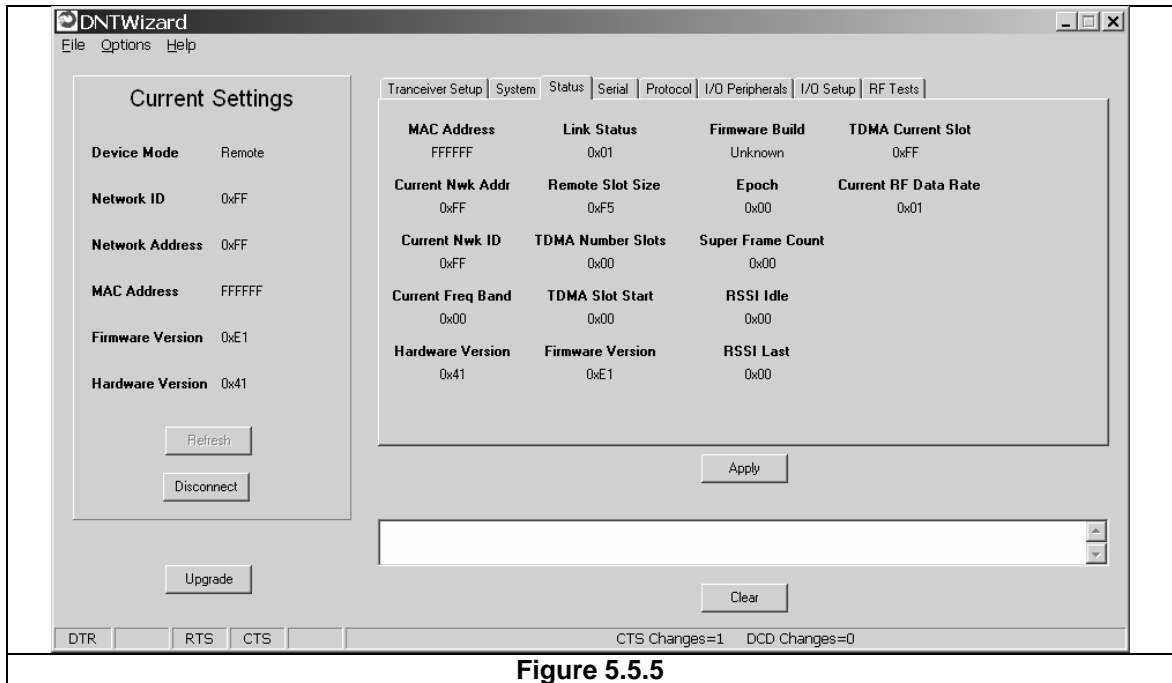 DNTWizard
File Options Help
Current Settings
Device Mode Remote
Network ID 0xFF
Network Address 0xFF
MAC Address FFFFFF
Firmware Version 0xE1
Hardware Version 0x41
Refresh
Disconnect
Upgrade
Tranceiver Setup System Status Serial Protocol I/O Peripherals I/O Setup RF Tests
MAC Address Link Status Firmware Build TDMA Current Slot
FFFFFF 0x01 Unknown 0xFF
Current Nwk Addr Remote Slot Size Epoch Current RF Data Rate
0xFF 0xF5 0x00 0x01
Current Nwk ID TDMA Number Slots Super Frame Count
0xFF 0x00 0x00
Current Freq Band TDMA Slot Start RSSI Idle
0x00 0x00 0x00
Hardware Version Firmware Version RSSI Last
0x41 0xE1 0x00
Apply
Clear
DTR RTS CTS CTS Changes=1 DCD Changes=0
Figure 5.5.5